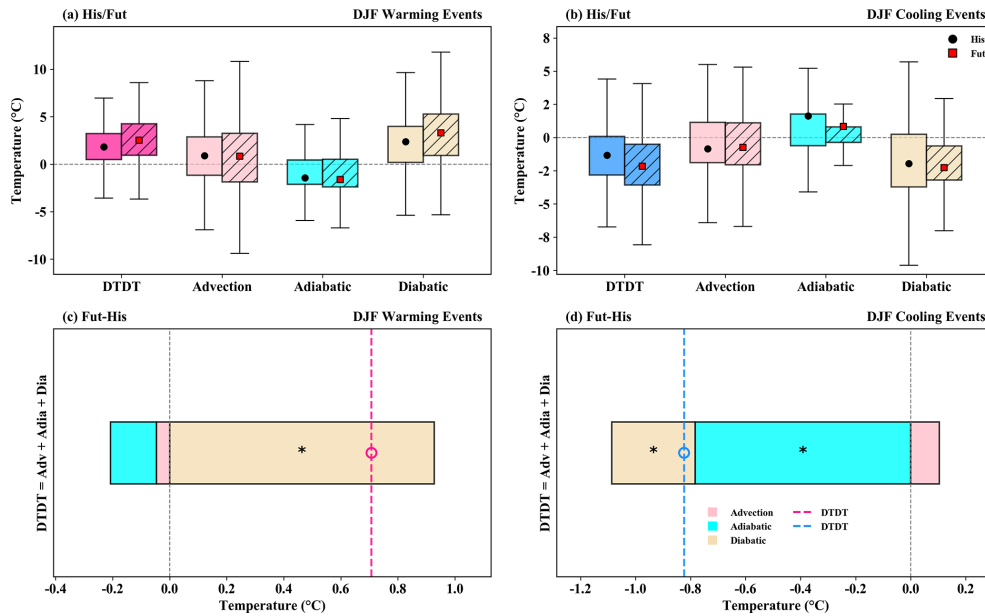 (a) His/Fut DJF Warming Events
Temperature (°C)
10
5
0
-5
-10
DTDT Advection Adiabatic Diabatic
(b) His/Fut DJF Cooling Events
His
Fut
Temperature (°C)
8
5
2
0
-2
-5
-8
-10
DTDT Advection Adiabatic Diabatic
(c) Fut-His DJF Warming Events
DTDT = Adv + Adia + Dia
* 
-0.4 -0.2 0.0 0.2 0.4 0.6 0.8 1.0
Temperature (°C)
(d) Fut-His DJF Cooling Events
DTDT = Adv + Adia + Dia
* *
Advection DTDT
Adiabatic DTDT
Diabatic
-1.2 -1.0 -0.8 -0.6 -0.4 -0.2 0.0 0.2
Temperature (°C)